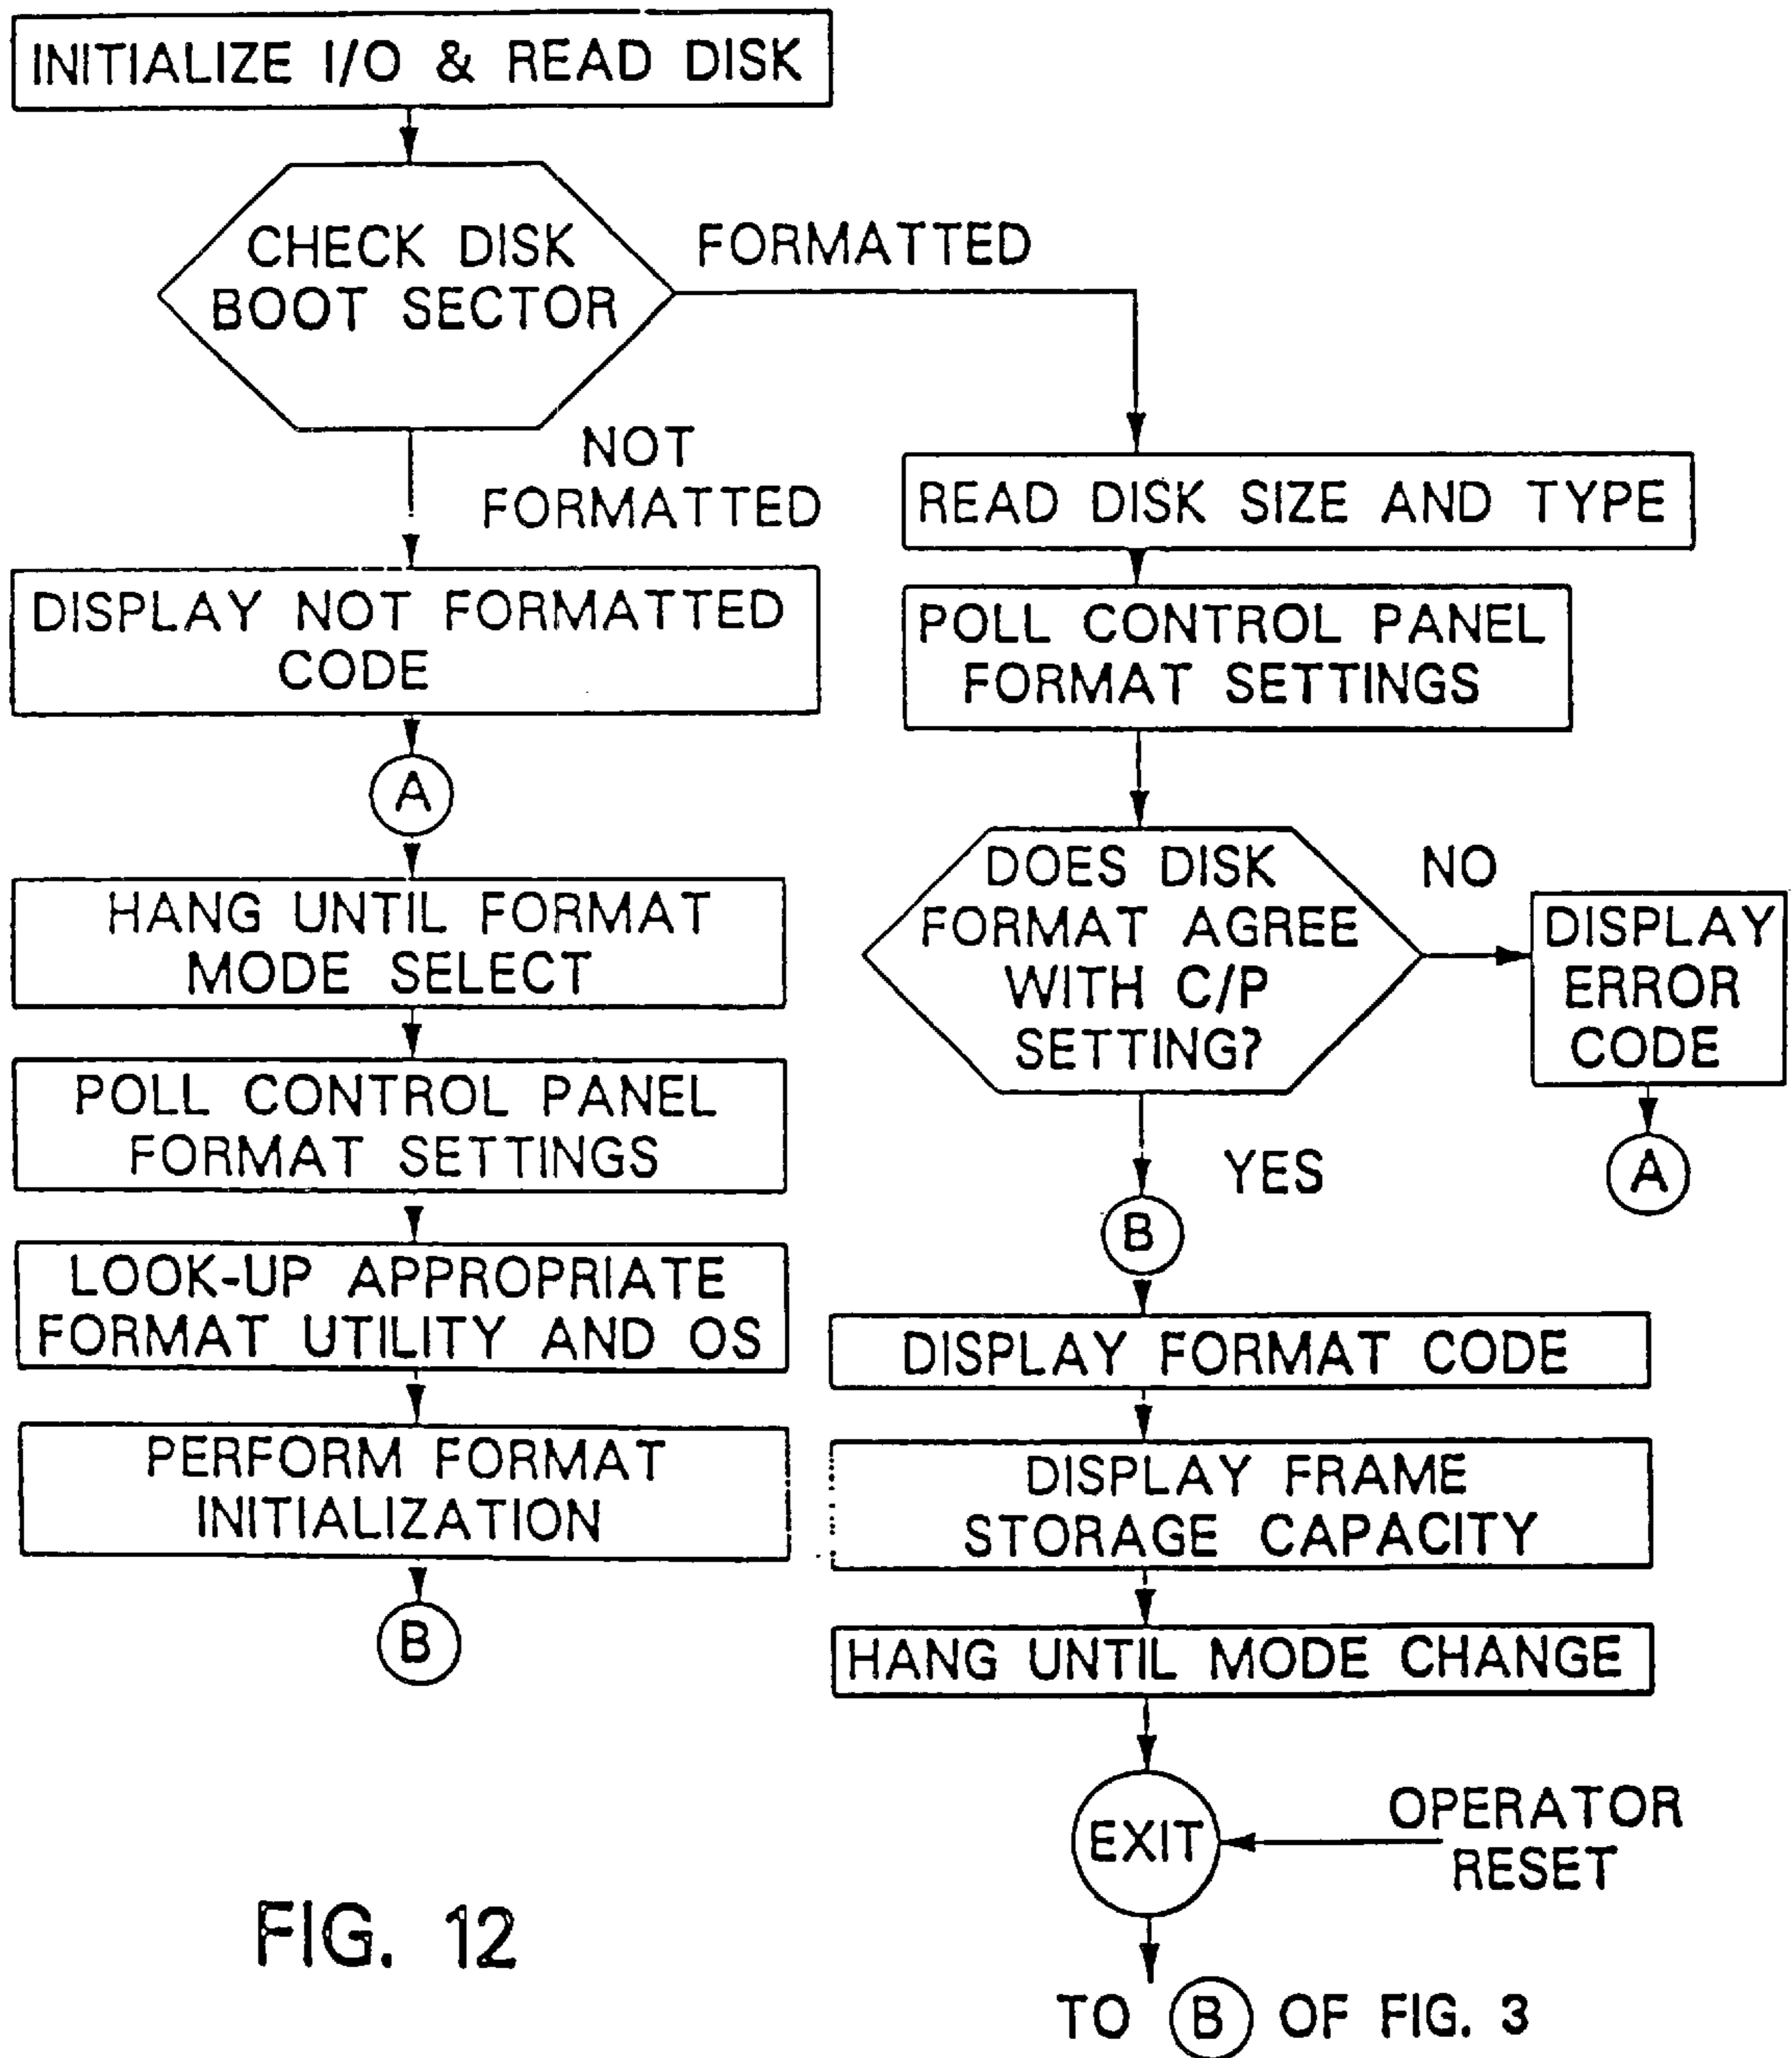 INITIALIZE I/O & READ DISK
CHECK DISK
BOOT SECTOR
FORMATTED
NOT
FORMATTED
DISPLAY NOT FORMATTED
CODE
A
HANG UNTIL FORMAT
MODE SELECT
POLL CONTROL PANEL
FORMAT SETTINGS
LOOK-UP APPROPRIATE
FORMAT UTILITY AND OS
PERFORM FORMAT
INITIALIZATION
B
READ DISK SIZE AND TYPE
POLL CONTROL PANEL
FORMAT SETTINGS
DOES DISK
FORMAT AGREE
WITH C/P
SETTING?
NO
DISPLAY
ERROR
CODE
A
YES
B
DISPLAY FORMAT CODE
DISPLAY FRAME
STORAGE CAPACITY
HANG UNTIL MODE CHANGE
EXIT
OPERATOR
RESET
TO B OF FIG. 3
FIG. 12